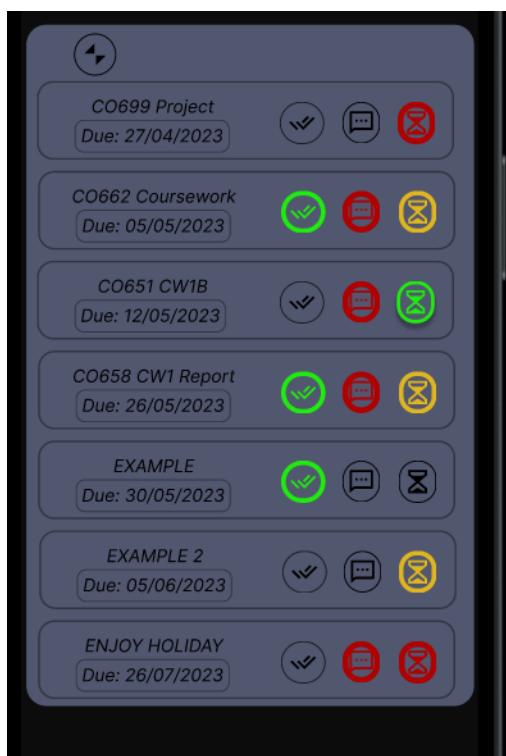 CO699 Project
Due: 27/04/2023
CO662 Coursework
Due: 05/05/2023
CO651 CW1B
Due: 12/05/2023
CO658 CW1 Report
Due: 26/05/2023
EXAMPLE
Due: 30/05/2023
EXAMPLE 2
Due: 05/06/2023
ENJOY HOLIDAY
Due: 26/07/2023